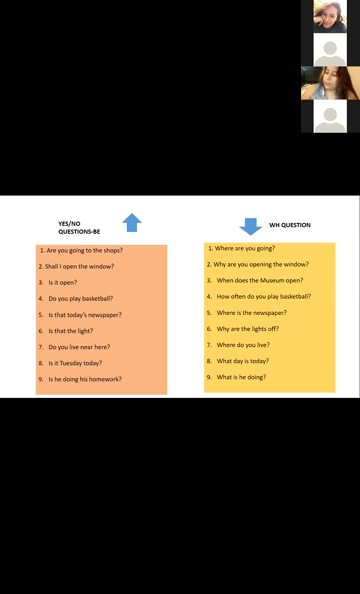 YES/NO
QUESTIONS-BE
1. Are you going to the shops?
2. Shall I open the window?
3. Is it open?
4. Do you play basketball?
5. Is that today's newspaper?
6. Is that the light?
7. Do you live near here?
8. Is it Tuesday today?
9. Is he doing his homework?
WH QUESTION
1. Where are you going?
2. Why are you opening the window?
3. When does the Museum open?
4. How often do you play basketball?
5. Where is the newspaper?
6. Why are the lights off?
7. Where do you live?
8. What day is today?
9. What is he doing?